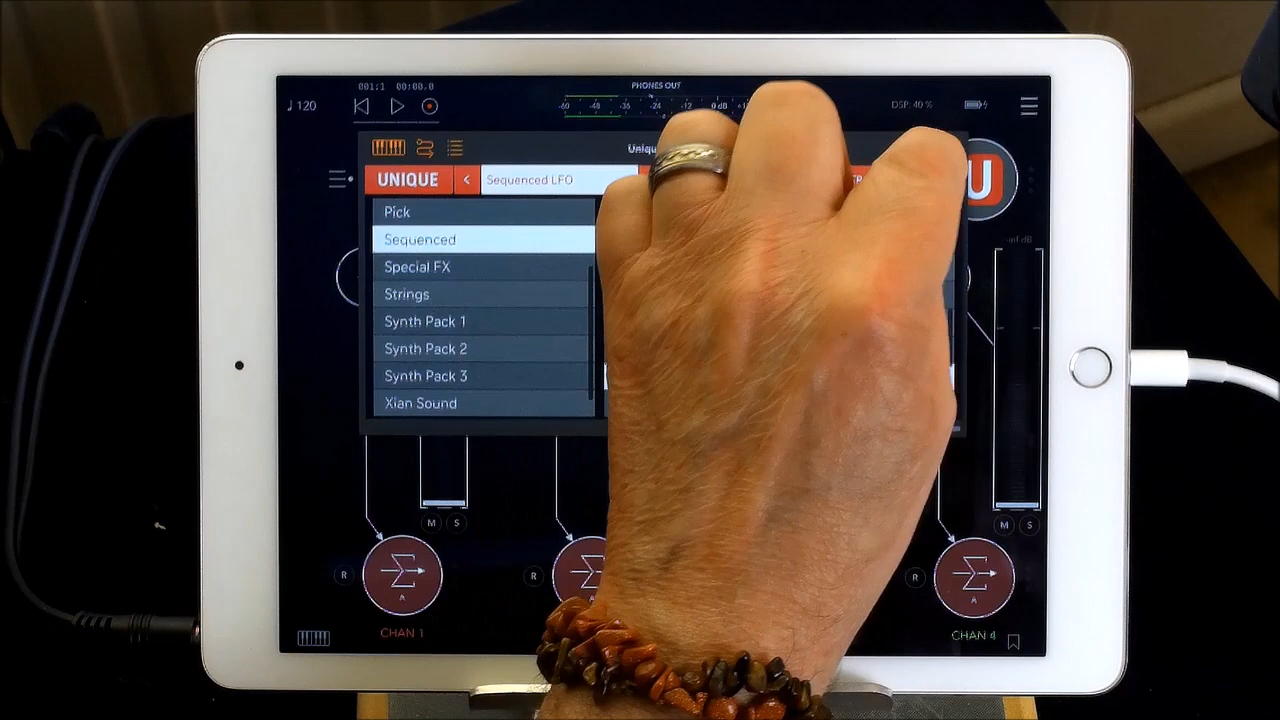 001:1 00:00.0
PHONES OUT
♩ 120
-60 -48 -36 -24 -12 0 dB
DSP: 40 %
Uniqu
UNIQUE < Sequenced LFO
U
Pick
Sequenced
Special FX
Strings
Synth Pack 1
Synth Pack 2
Synth Pack 3
Xian Sound
-inf dB
M S
M S
R
R
R
A
A
A
CHAN 1
CHAN 4